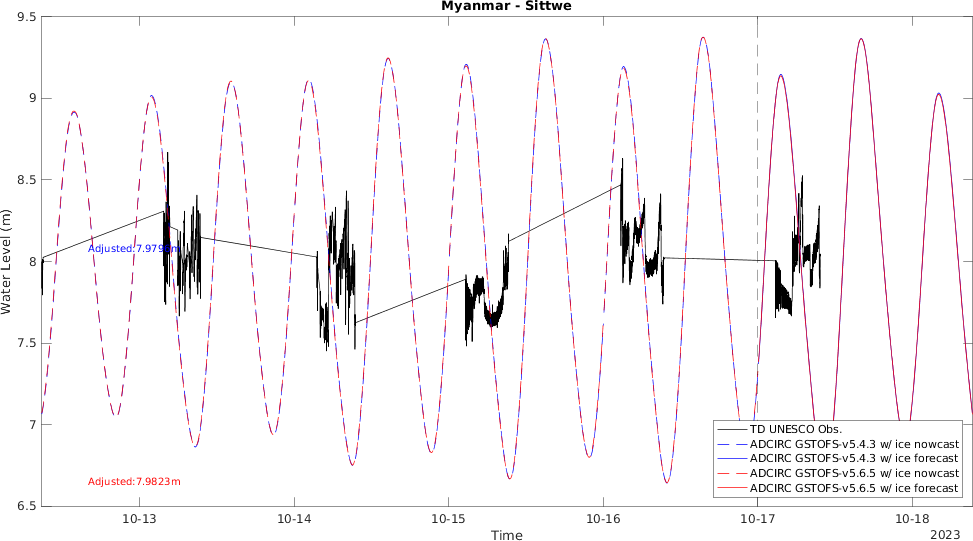 Myanmar - Sittwe
9.5
9
8.5
8
7.5
7
6.5
Water Level (m)
Adjusted:7.979
Adjusted:7.9823m
TD UNESCO Obs.
ADCIRC GSTOFS-v5.4.3 w/ ice nowcast
ADCIRC GSTOFS-v5.4.3 w/ ice forecast
ADCIRC GSTOFS-v5.6.5 w/ ice nowcast
ADCIRC GSTOFS-v5.6.5 w/ ice forecast
10-13
10-14
10-15
10-16
10-17
10-18
Time
2023